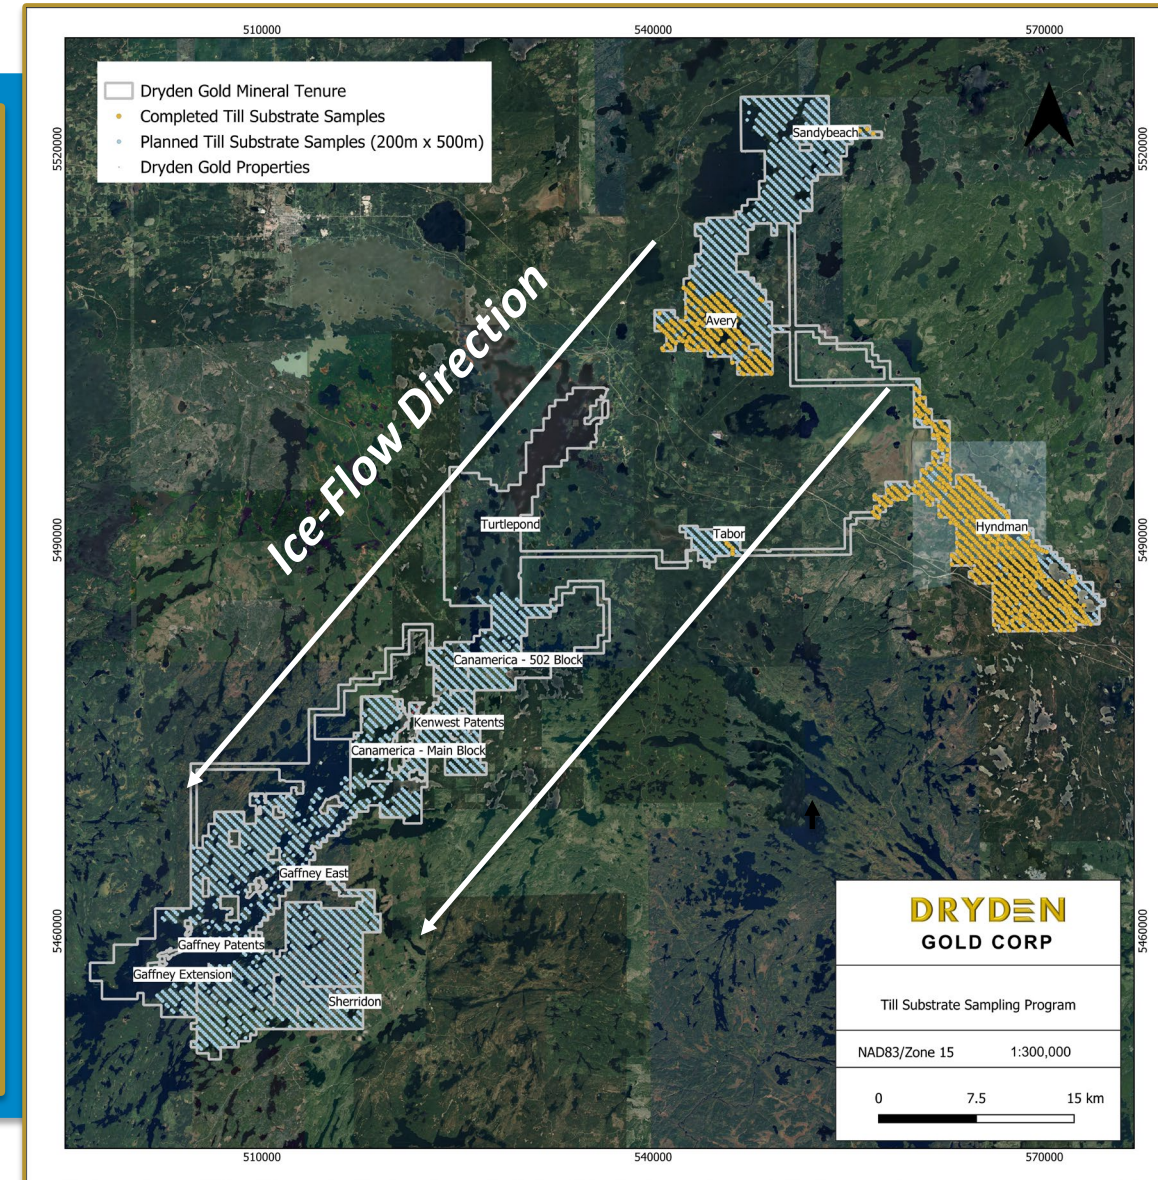 510000
540000
570000
Dryden Gold Mineral Tenure
Completed Till Substrate Samples
Planned Till Substrate Samples (200m x 500m)
Dryden Gold Properties
5520000
5520000
Sandybeach
Ice-Flow Direction
Avery
Turtlepond
Tabor
Hyndman
5490000
5490000
Canamerica - 502 Block
Kenwest Patents
Canamerica - Main Block
Gaffney East
Gaffney Patents
Gaffney Extension
Sherridon
5460000
5460000
DRYDEN
GOLD CORP
Till Substrate Sampling Program
NAD83/Zone 15 1:300,000
0 7.5 15 km
510000
540000
570000